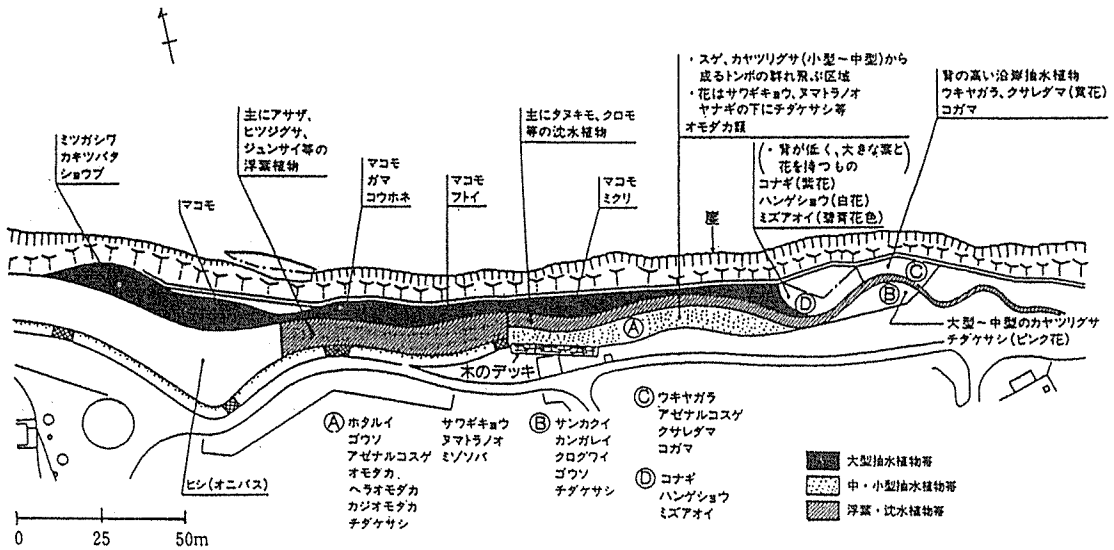 ・スゲ、カヤツリグサ(小型～中型)から
成るトンボの群れ飛ぶ区域
・花はサワギキョウ、ヌマトラノオ
ヤナギの下にチダケサシ等
オモダカ類
背の高い沿岸抽水植物
ウキヤガラ、クサレダマ(黄花)
コガマ
主にアサザ、
ヒツジグサ、
ジュンサイ等の
浮葉植物
主にタヌキモ、クロモ
等の沈水植物
ミツガシワ
カキツバタ
ショウブ
マコモ
ガマ
コウホネ
マコモ
フトイ
マコモ
ミクリ
(・背が低く、大きな葉と
花を持つもの)
コナギ(紫花)
ハンゲショウ(白花)
ミズアオイ(碧青花色)
マコモ
崖
Ⓒ
Ⓑ
Ⓓ
Ⓐ
大型～中型のカヤツリグサ
チダケサシ(ピンク花)
木のデッキ
Ⓐ ホタルイ
ゴウソ
アゼナルコスゲ
オモダカ
ヘラオモダカ
カジオモダカ
チダケサシ
サワギキョウ
ヌマトラノオ
ミゾソバ
Ⓑ サンカクイ
カンガレイ
クログワイ
ゴウソ
チダケサシ
Ⓒ ウキヤガラ
アゼナルコスゲ
クサレダマ
コガマ
Ⓓ コナギ
ハンゲショウ
ミズアオイ
ヒシ(オニバス)
大型抽水植物帯
中・小型抽水植物帯
浮葉・沈水植物帯
0 25 50m